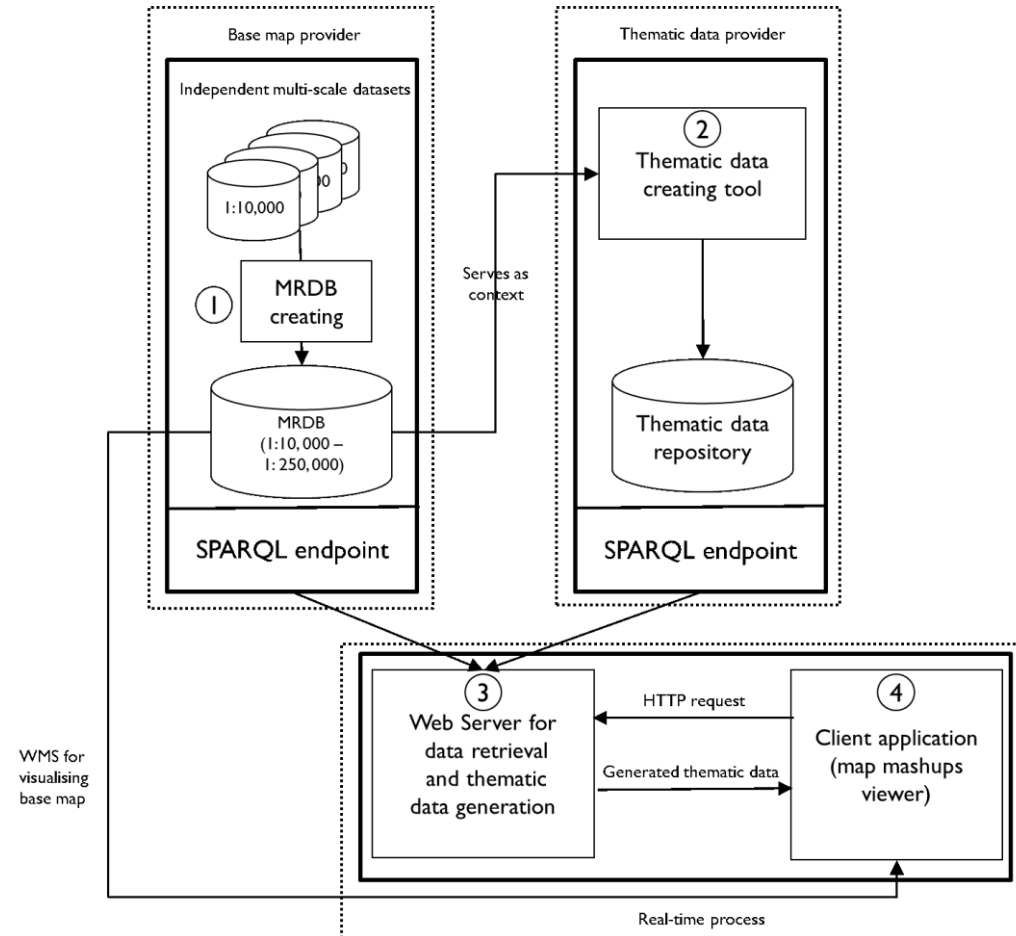 Base map provider
Independent multi-scale datasets
0
00
1:10,000
1
MRDB
creating
MRDB
(1:10,000 –
1: 250,000)
SPARQL endpoint
Serves as
context
Thematic data provider
2
Thematic data
creating tool
Thematic data
repository
SPARQL endpoint
WMS for
visualising
base map
3
Web Server for
data retrieval
and thematic
data generation
HTTP request
Generated thematic data
4
Client application
(map mashups
viewer)
Real-time process